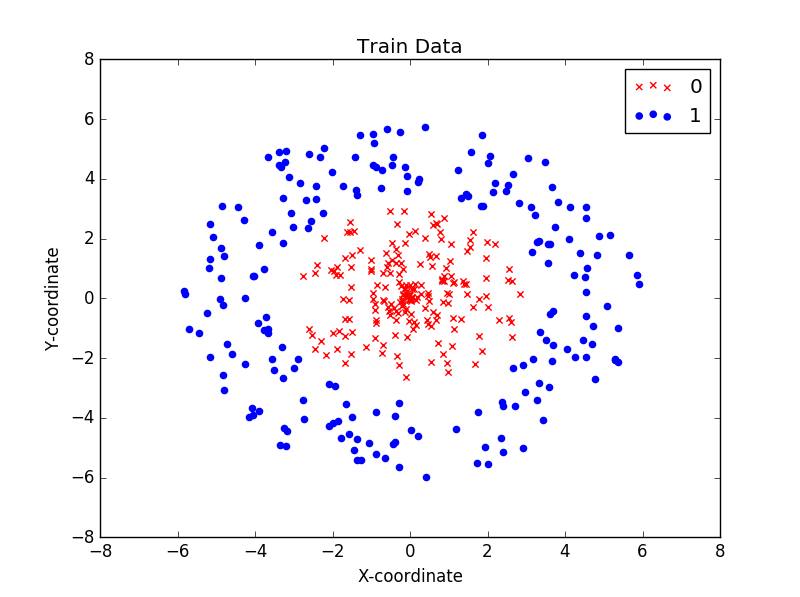 Train Data
0
1
8
6
4
2
0
−2
−4
−6
−8
Y-coordinate
−8 −6 −4 −2 0 2 4 6 8
X-coordinate